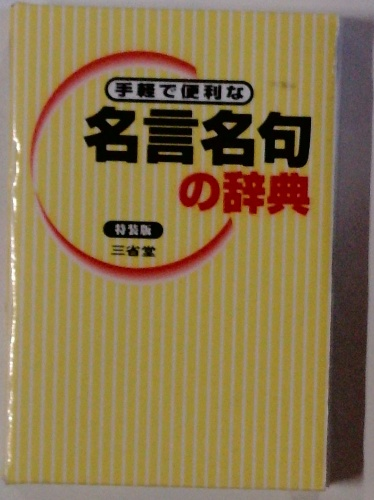 手軽で便利な
名言名句
の辞典
特装版
三省堂